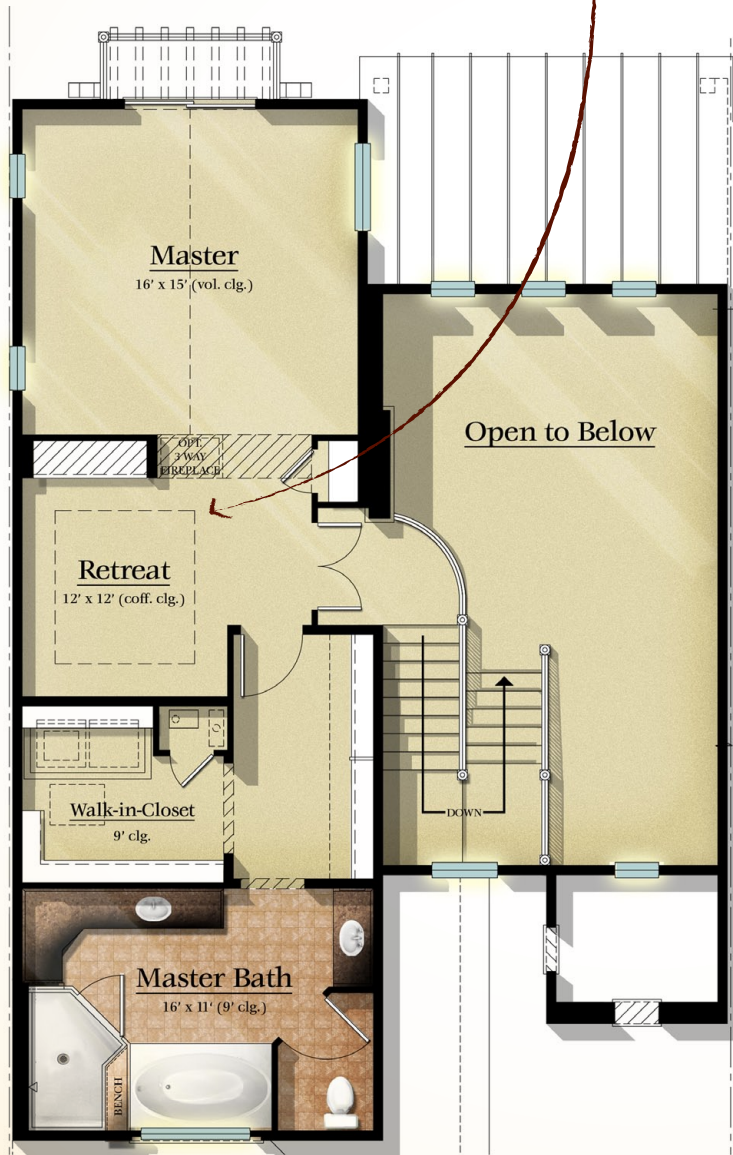 Master
16' x 15' (vol. clg.)
OPT.
3 WAY
FIREPLACE
Open to Below
Retreat
12' x 12' (coff. clg.)
Walk-in-Closet
9' clg.
DOWN
Master Bath
16' x 11' (9' clg.)
BENCH